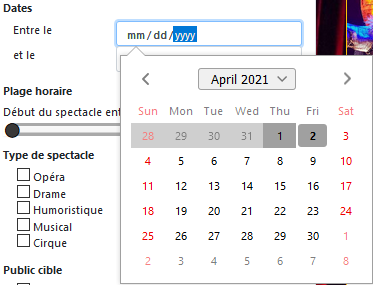 Dates
Entre le
mm/dd/yyyy
et le
April 2021
Sun Mon Tue Wed Thu Fri Sat
28 29 30 31 1 2 3
4 5 6 7 8 9 10
11 12 13 14 15 16 17
18 19 20 21 22 23 24
25 26 27 28 29 30 1
2 3 4 5 6 7 8
Plage horaire
Début du spectacle ent
Type de spectacle
Opéra
Drame
Humoristique
Musical
Cirque
Public cible